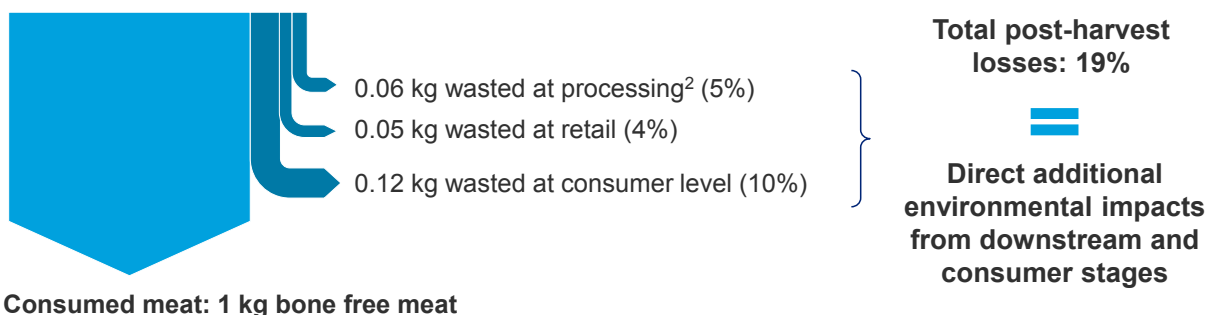 0.06 kg wasted at processing² (5%)
0.05 kg wasted at retail (4%)
0.12 kg wasted at consumer level (10%)
Consumed meat: 1 kg bone free meat
Total post-harvest
losses: 19%
Direct additional
environmental impacts
from downstream and
consumer stages